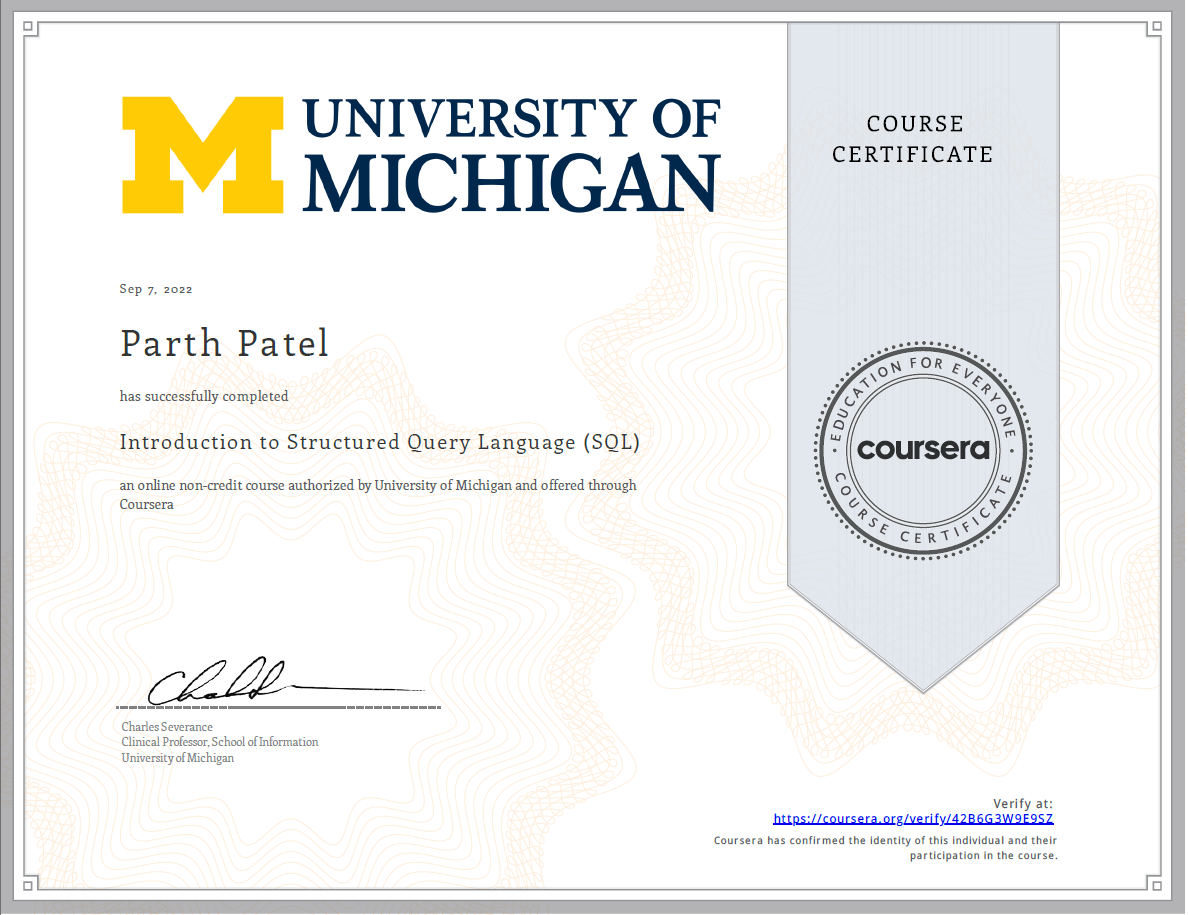 UNIVERSITY OF
MICHIGAN
COURSE
CERTIFICATE
Sep 7, 2022
Parth Patel
has successfully completed
Introduction to Structured Query Language (SQL)
an online non-credit course authorized by University of Michigan and offered through
Coursera
EDUCATION FOR EVERYONE
coursera
COURSE CERTIFICATE
Charles Severance
Clinical Professor, School of Information
University of Michigan
Verify at:
https://coursera.org/verify/42B6G3W9E9SZ
Coursera has confirmed the identity of this individual and their
participation in the course.